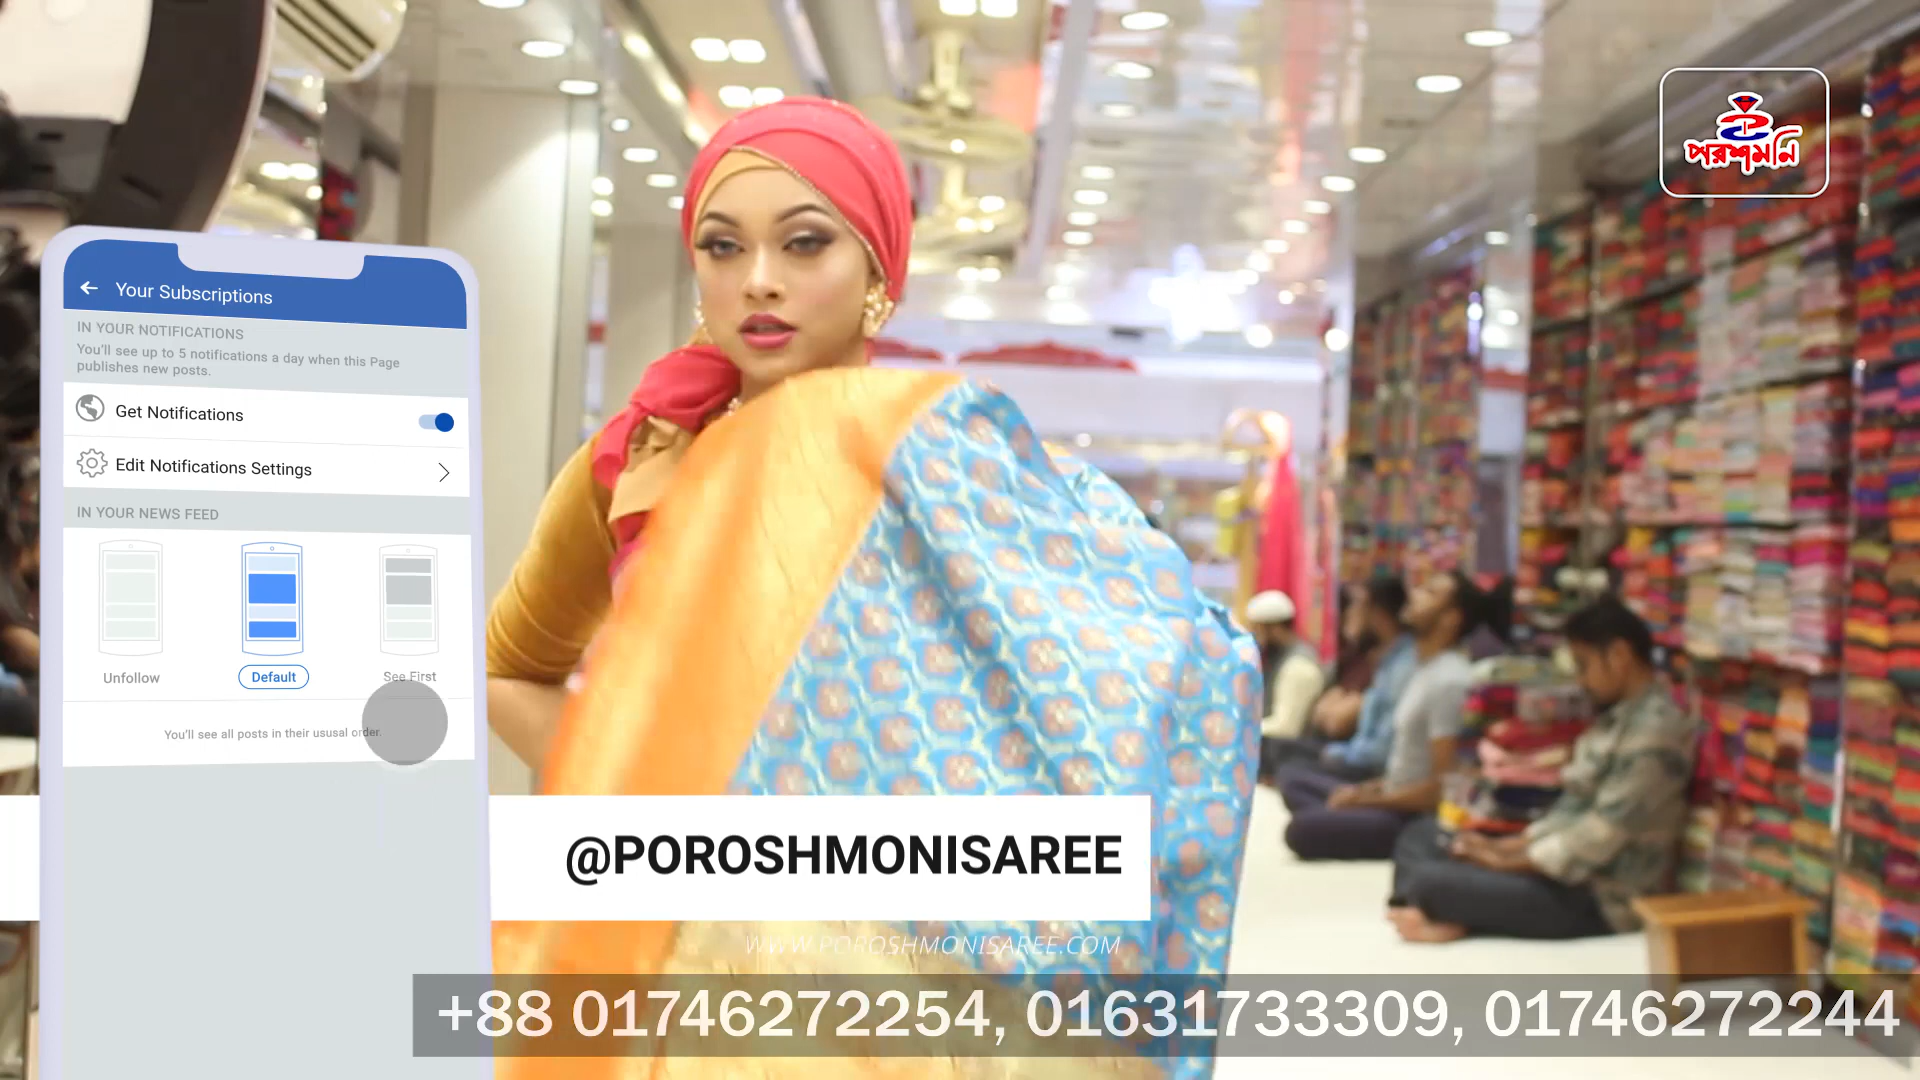 পরশমনি
Your Subscriptions
IN YOUR NOTIFICATIONS
You'll see up to 5 notifications a day when this Page
publishes new posts.
Get Notifications
Edit Notifications Settings
IN YOUR NEWS FEED
Unfollow
Default
See First
You'll see all posts in their ususal order.
@POROSHMONISAREE
WWW.POROSHMONISAREE.COM
+88 01746272254, 01631733309, 01746272244